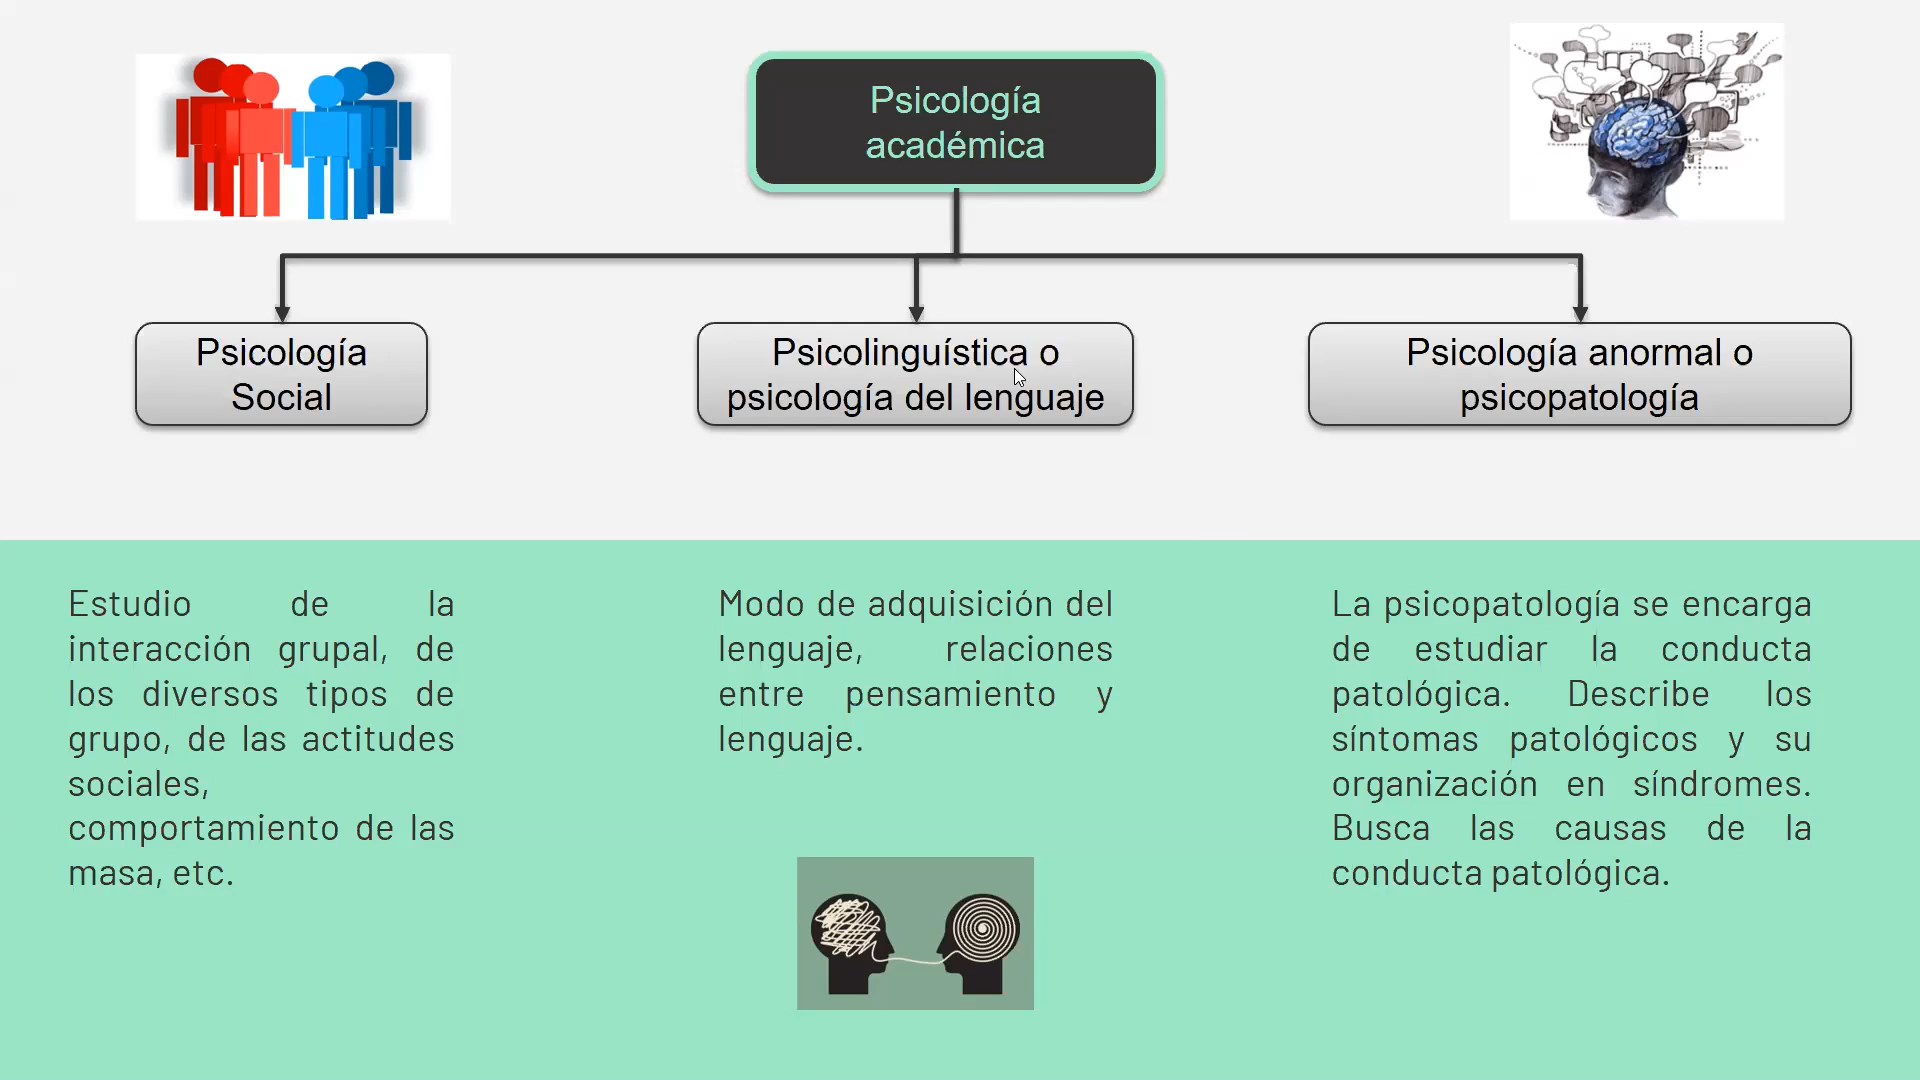 Psicología
académica
Psicología
Social
Psicolinguística o
psicología del lenguaje
Psicología anormal o
psicopatología
Estudio de la
interacción grupal, de
los diversos tipos de
grupo, de las actitudes
sociales,
comportamiento de las
masa, etc.
Modo de adquisición del
lenguaje, relaciones
entre pensamiento y
lenguaje.
La psicopatología se encarga
de estudiar la conducta
patológica. Describe los
síntomas patológicos y su
organización en síndromes.
Busca las causas de la
conducta patológica.